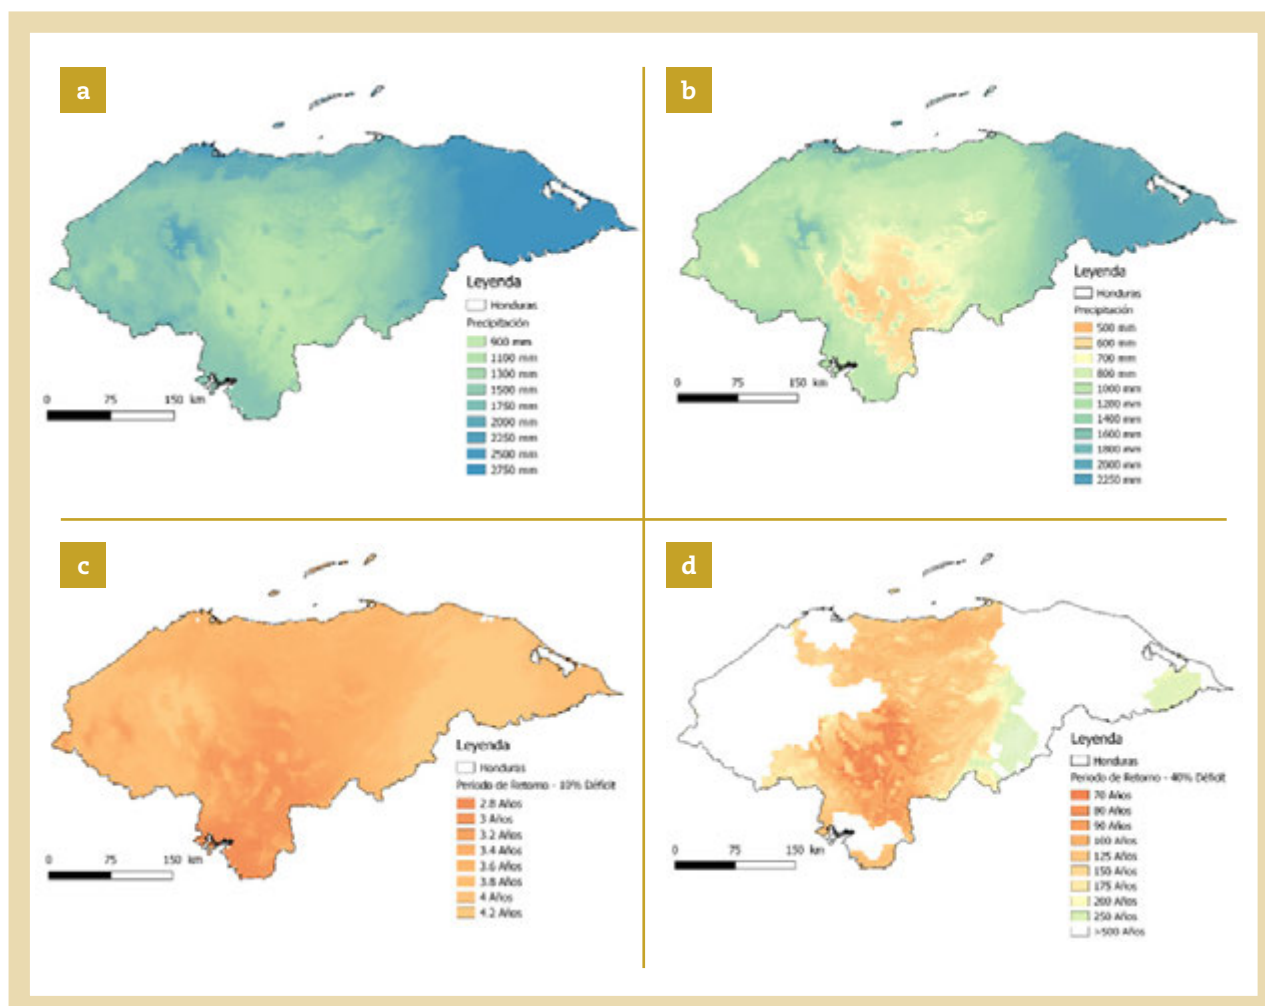 a
Leyenda
Honduras
Precipitación
900 mm
1100 mm
1300 mm
1500 mm
1750 mm
2000 mm
2250 mm
2500 mm
2750 mm
0 75 150 km
b
Leyenda
Honduras
Precipitación
500 mm
600 mm
700 mm
800 mm
1000 mm
1200 mm
1400 mm
1600 mm
1800 mm
2000 mm
2250 mm
0 75 150 km
c
Leyenda
Honduras
Periodo de Retorno - 10% Déficit
2.8 Años
3 Años
3.2 Años
3.4 Años
3.6 Años
3.8 Años
4 Años
4.2 Años
0 75 150 km
d
Leyenda
Honduras
Periodo de Retorno - 40% Déficit
70 Años
80 Años
90 Años
100 Años
125 Años
150 Años
175 Años
200 Años
250 Años
>500 Años
0 75 150 km